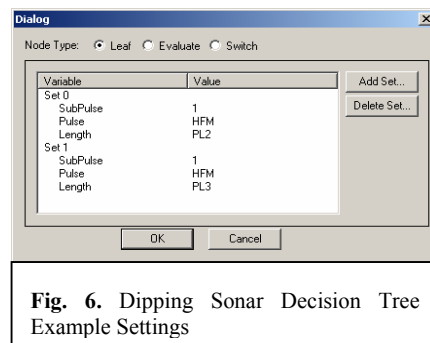 Dialog
Node Type: Leaf Evaluate Switch
Variable Value
Set 0
SubPulse 1
Pulse HFM
Length PL2
Set 1
SubPulse 1
Pulse HFM
Length PL3
Add Set...
Delete Set...
OK Cancel
Fig. 6. Dipping Sonar Decision Tree
Example Settings